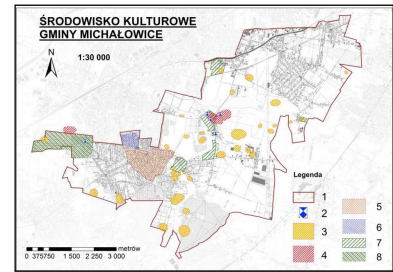 ŚRODOWISKO KULTUROWE
GMINY MICHAŁOWICE
N
1:30 000
Legenda
1
2
3
4
5
6
7
8
0 375750 1 500 2 250 3 000 metrów